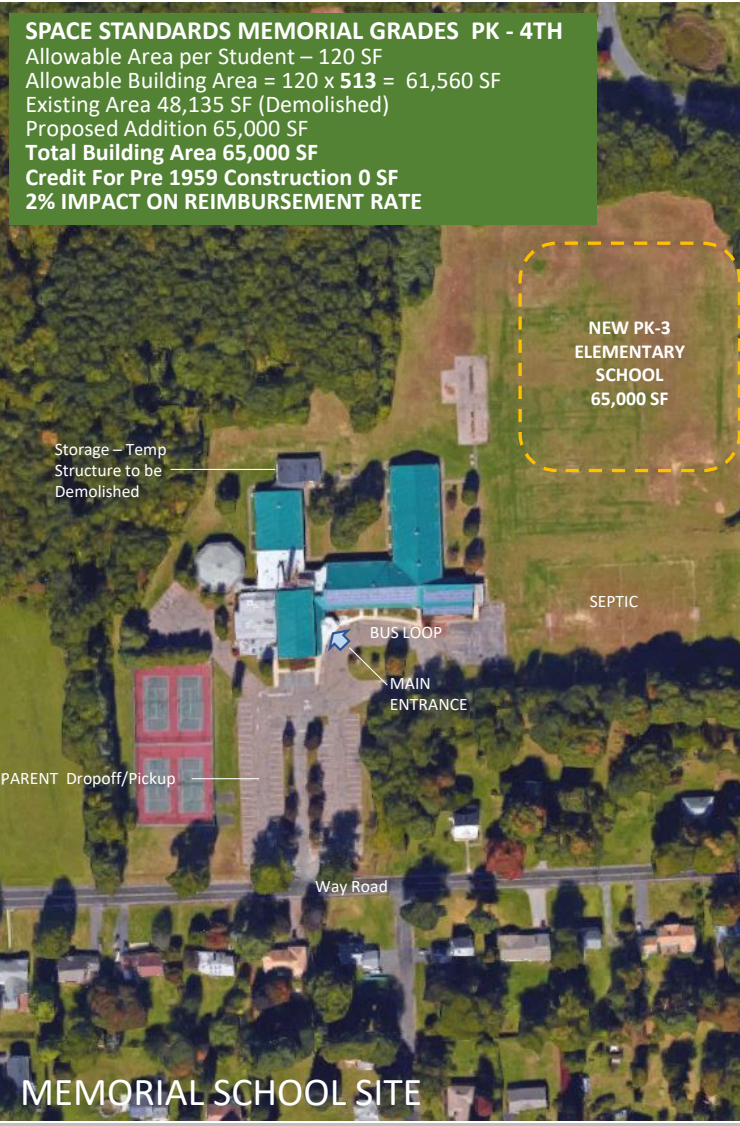 SPACE STANDARDS MEMORIAL GRADES PK - 4TH
Allowable Area per Student – 120 SF
Allowable Building Area = 120 x 513 = 61,560 SF
Existing Area 48,135 SF (Demolished)
Proposed Addition 65,000 SF
Total Building Area 65,000 SF
Credit For Pre 1959 Construction 0 SF
2% IMPACT ON REIMBURSEMENT RATE
NEW PK-3
ELEMENTARY
SCHOOL
65,000 SF
Storage – Temp
Structure to be
Demolished
SEPTIC
BUS LOOP
MAIN
ENTRANCE
PARENT Dropoff/Pickup
Way Road
MEMORIAL SCHOOL SITE